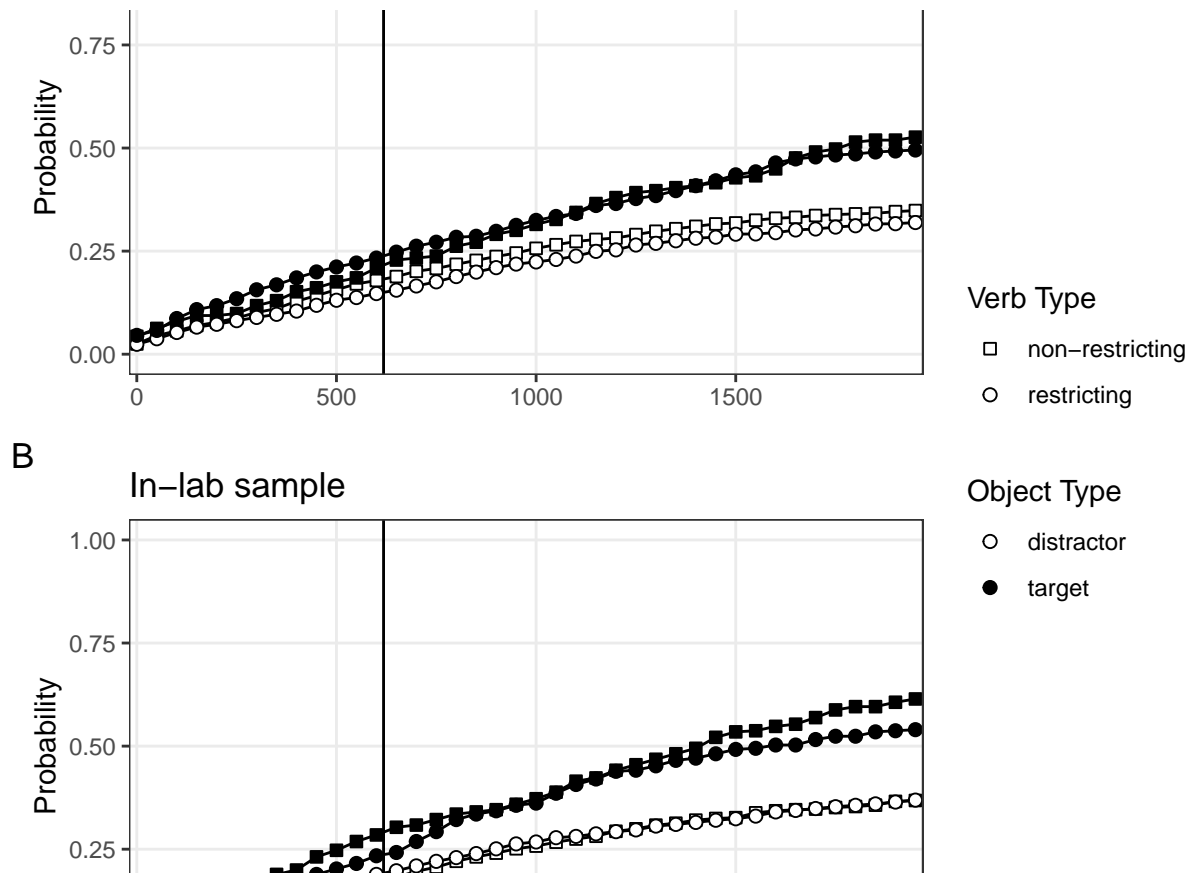 0.75
0.50
0.25
0.00
Probability
0
500
1000
1500
Verb Type
non−restricting
restricting
B
In−lab sample
Object Type
distractor
target
1.00
0.75
0.50
0.25
Probability